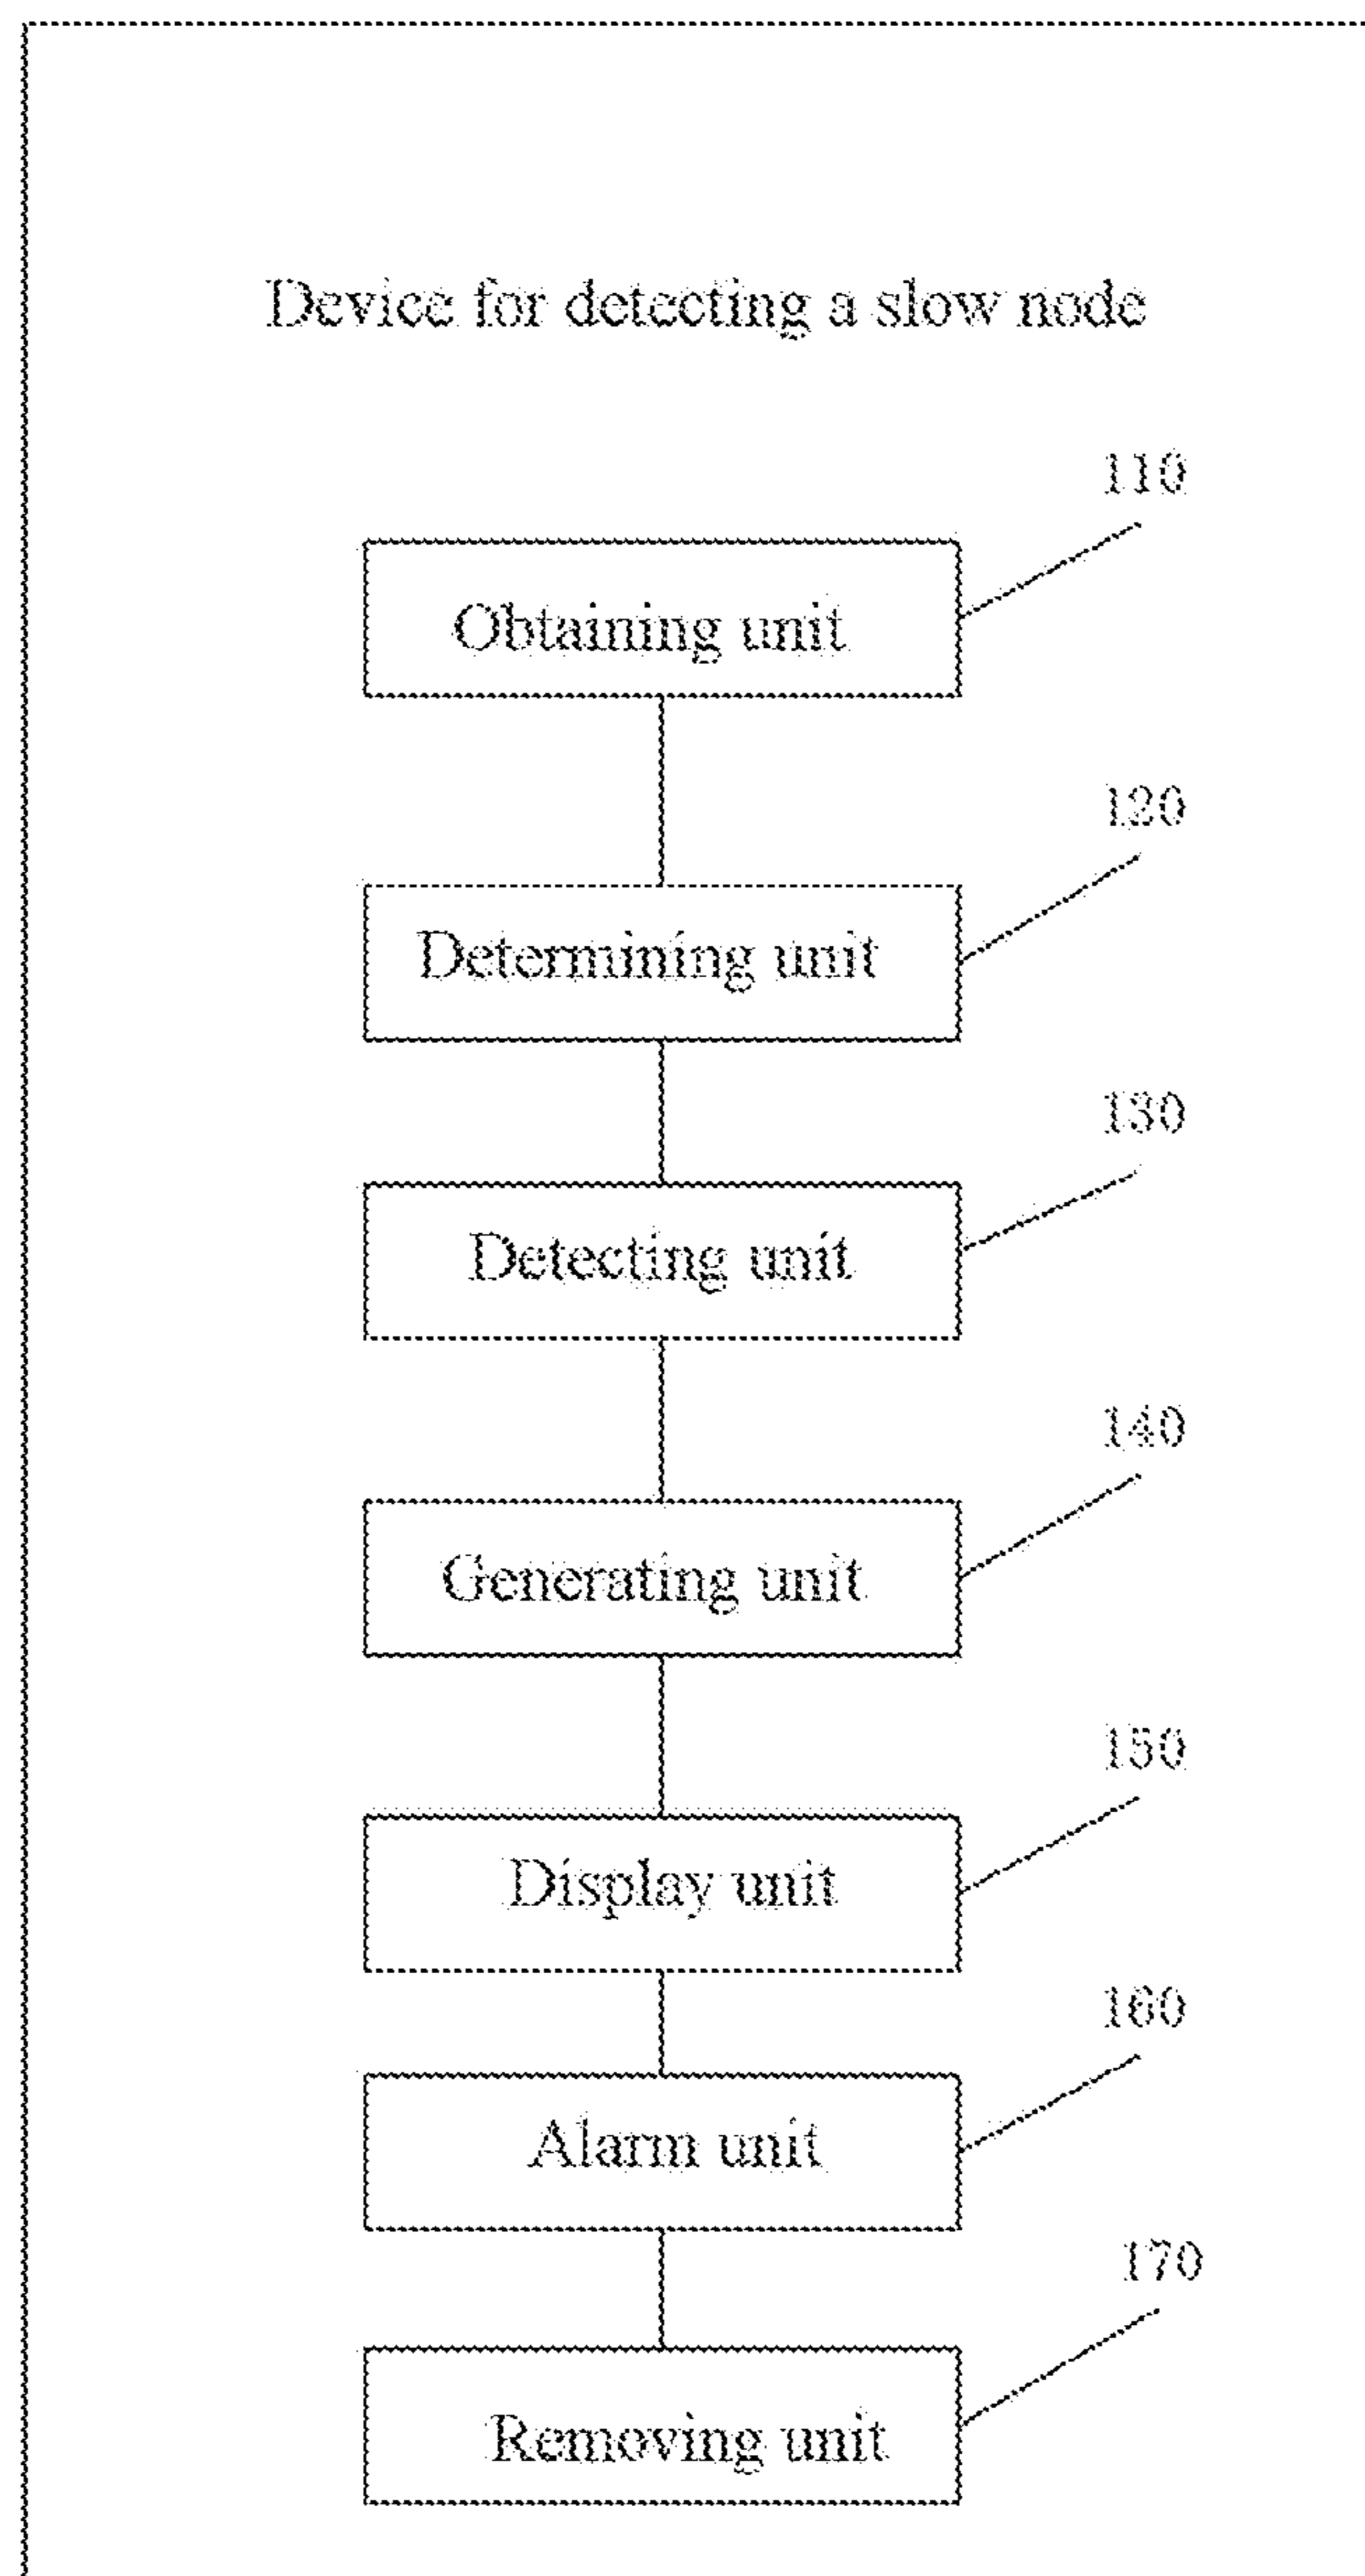 Device for detecting a slow node
110
Obtaining unit
120
Determining unit
130
Detecting unit
140
Generating unit
150
Display unit
160
Alarm unit
170
Removing unit